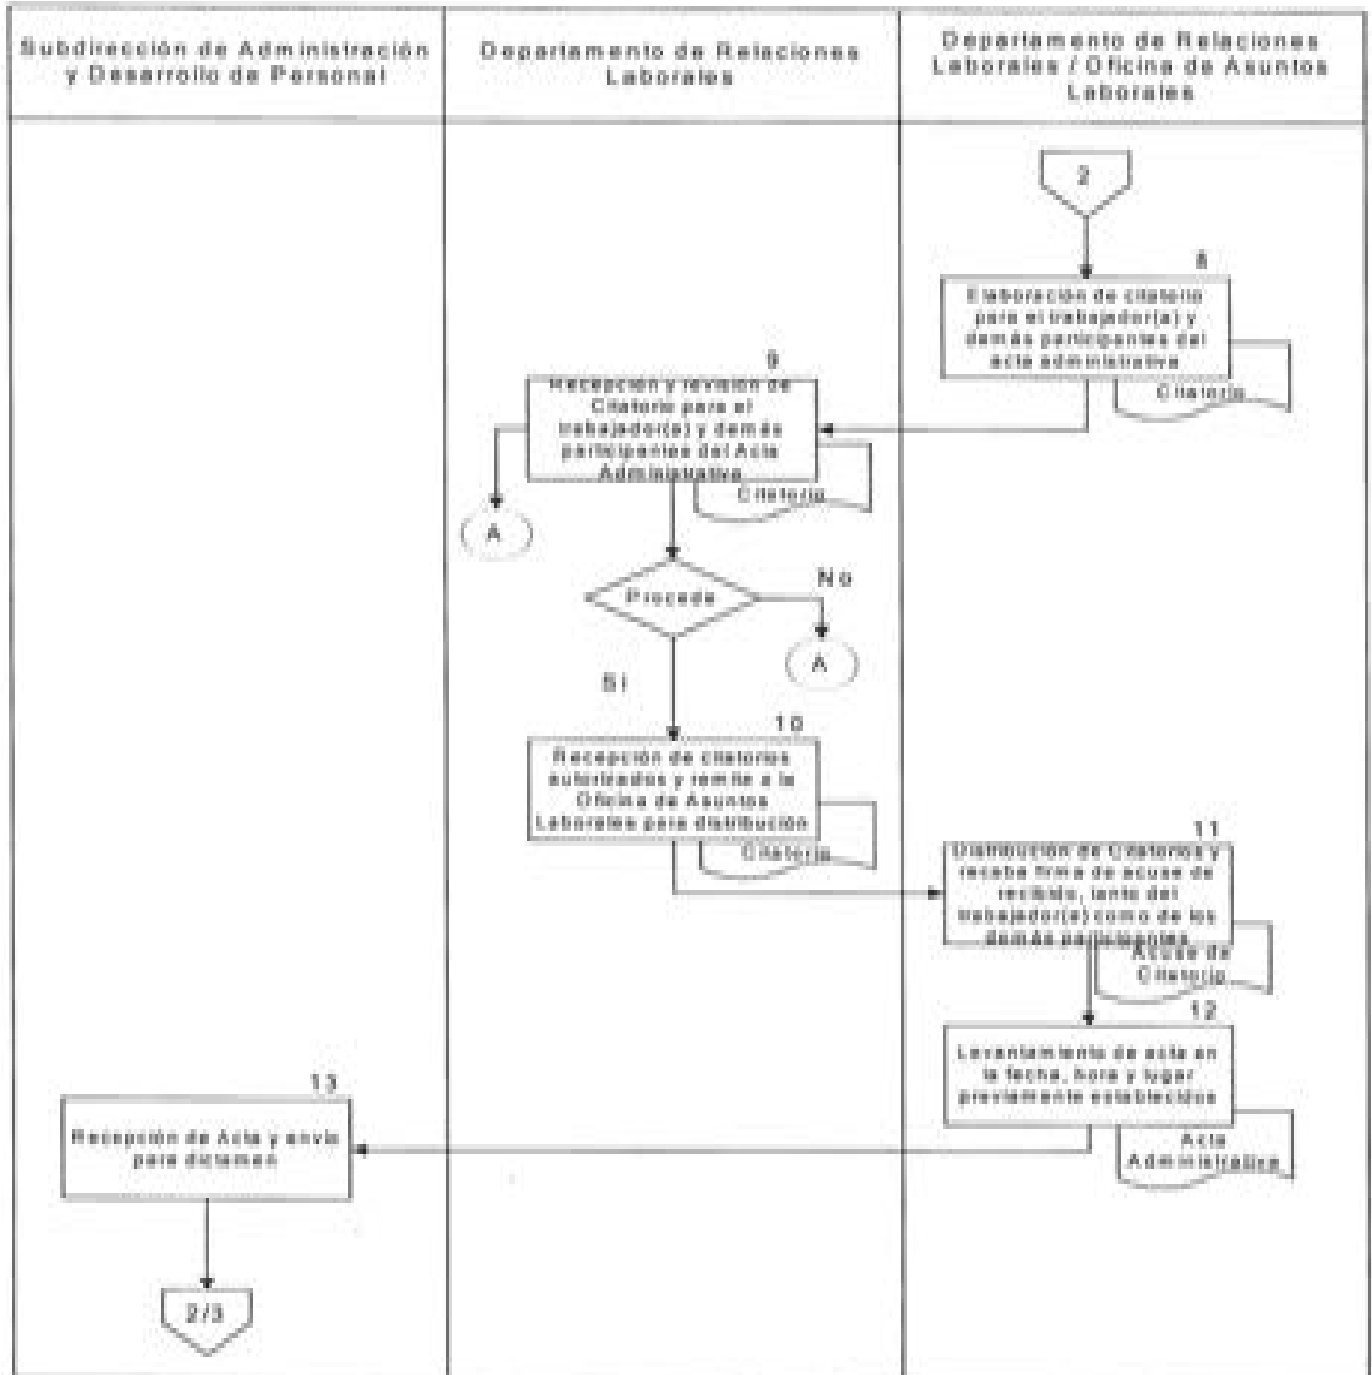 Subdirección de Administración
y Desarrollo de Personal
Departamento de Relaciones
Laborales
Departamento de Relaciones
Laborales / Oficina de Asuntos
Laborales
2
8
Elaboración de citatorio
para el trabajador(a) y
demás participantes del
acta administrativa
Citatorio
9
Recepción y revisión de
Citatorio para el
trabajador(a) y demás
participantes del Acta
Administrativa
Citatorio
A
Procede
No
A
Si
10
Recepción de citatorios
autorizados y remite a la
Oficina de Asuntos
Laborales para distribución
Citatorio
11
Distribución de Citatorios y
recaba firma de acuse de
recibido, tanto del
trabajador(a) como de los
demás participantes
Acuse de
Citatorio
12
Levantamiento de acta en
la fecha, hora y lugar
previamente establecidos
Acta
Administrativa
13
Recepción de Acta y envío
para dictamen
2/3